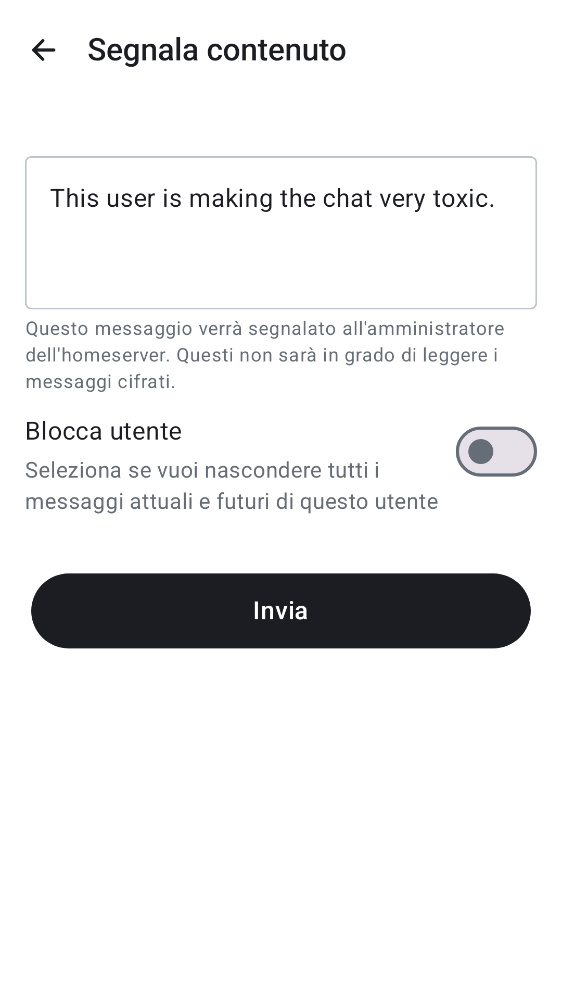 Segnala contenuto
This user is making the chat very toxic.
Questo messaggio verrà segnalato all'amministratore
dell'homeserver. Questi non sarà in grado di leggere i
messaggi cifrati.
Blocca utente
Seleziona se vuoi nascondere tutti i
messaggi attuali e futuri di questo utente
Invia